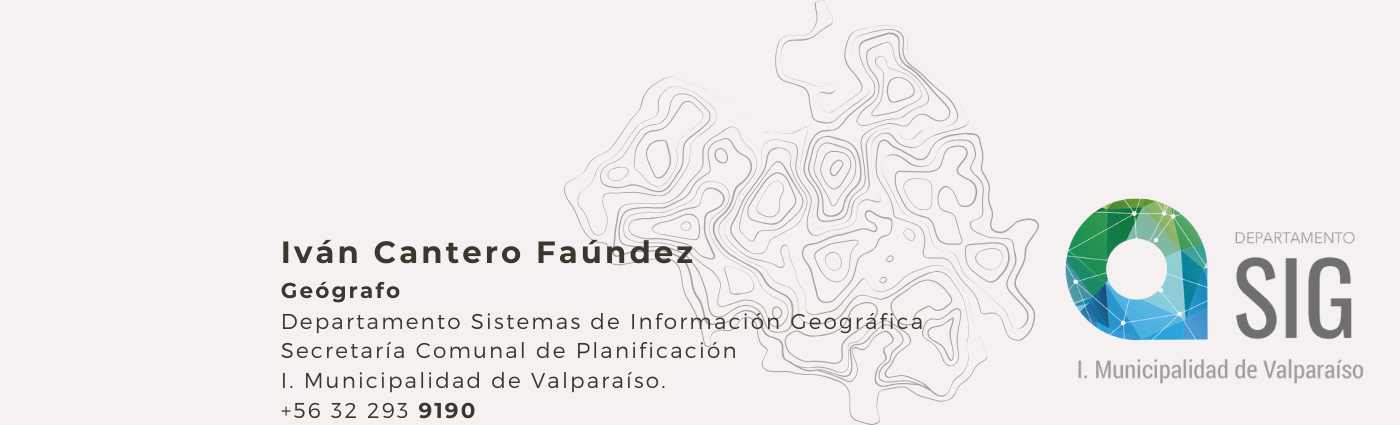 Iván Cantero Faúndez
Geógrafo
Departamento Sistemas de Información Geográfica
Secretaría Comunal de Planificación
I. Municipalidad de Valparaíso.
+56 32 293 9190
DEPARTAMENTO
SIG
I. Municipalidad de Valparaíso